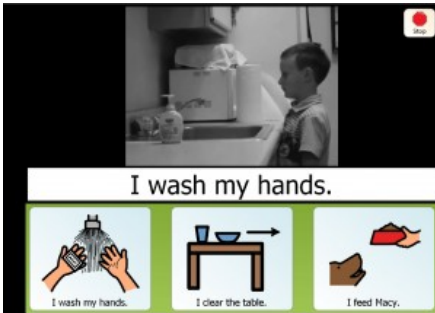 Stop
I wash my hands.
I wash my hands.
I clear the table.
I feed Macy.